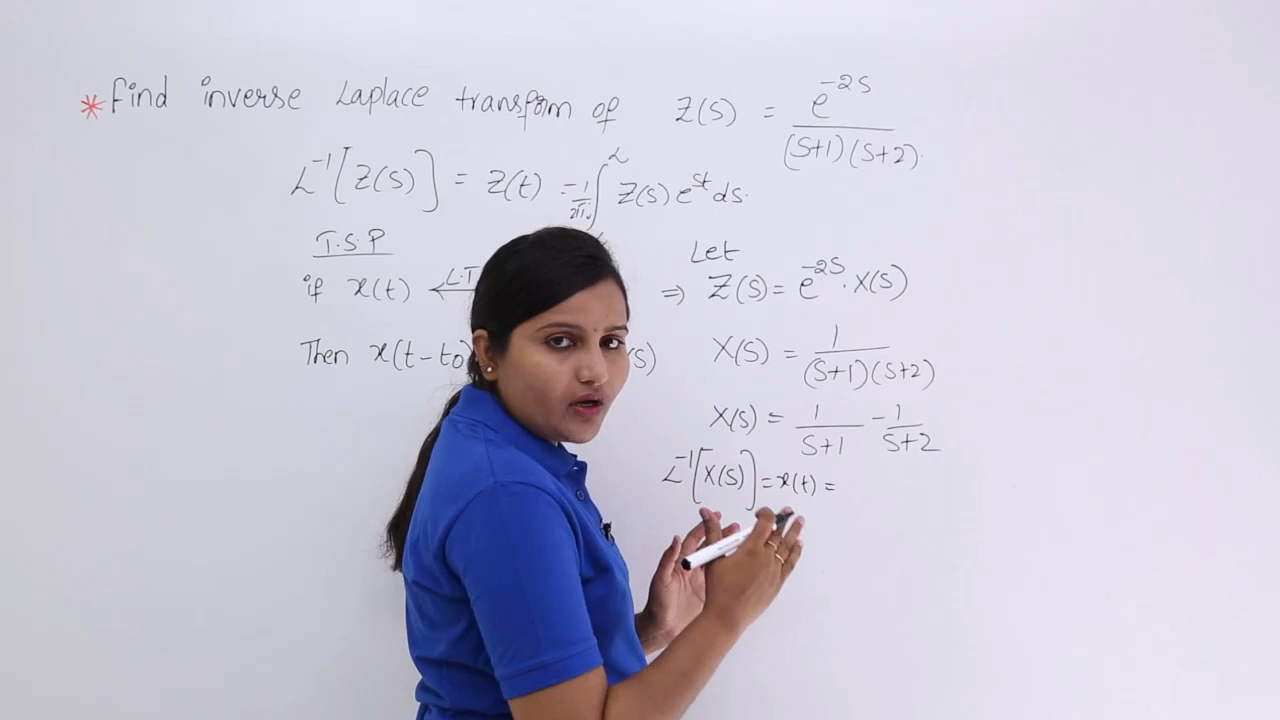 * Find inverse Laplace transform of Z(S) = e^-2S / (S+1)(S+2).
L^-1[Z(S)] = Z(t) = 1/2πj ∫ Z(S) e^St ds.
T.S.P
if x(t) ← L.T
Then x(t-t0) (S)
Let
⇒ Z(S) = e^-2S . X(S)
X(S) = 1 / (S+1)(S+2)
X(S) = 1/S+1 - 1/S+2
L^-1[X(S)] = x(t) =